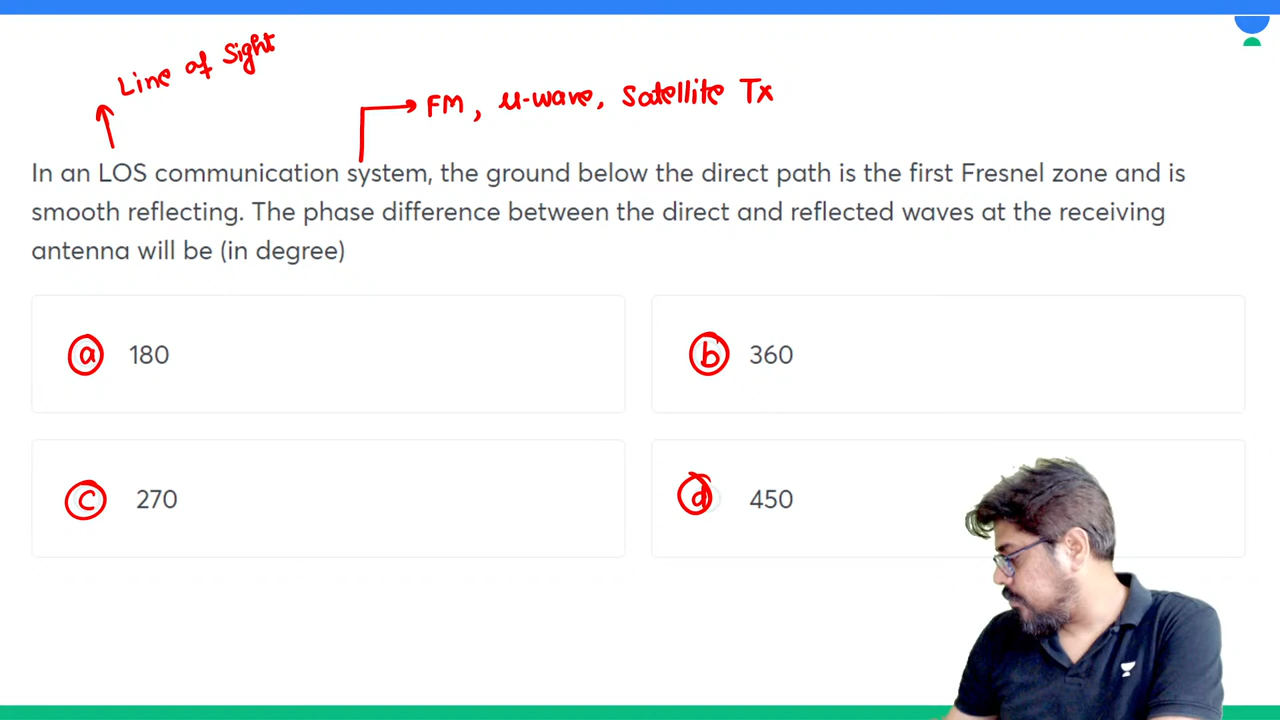 Line of Sight
FM, μ-wave, Satellite Tx
In an LOS communication system, the ground below the direct path is the first Fresnel zone and is
smooth reflecting. The phase difference between the direct and reflected waves at the receiving
antenna will be (in degree)
a 180
b 360
c 270
d 450